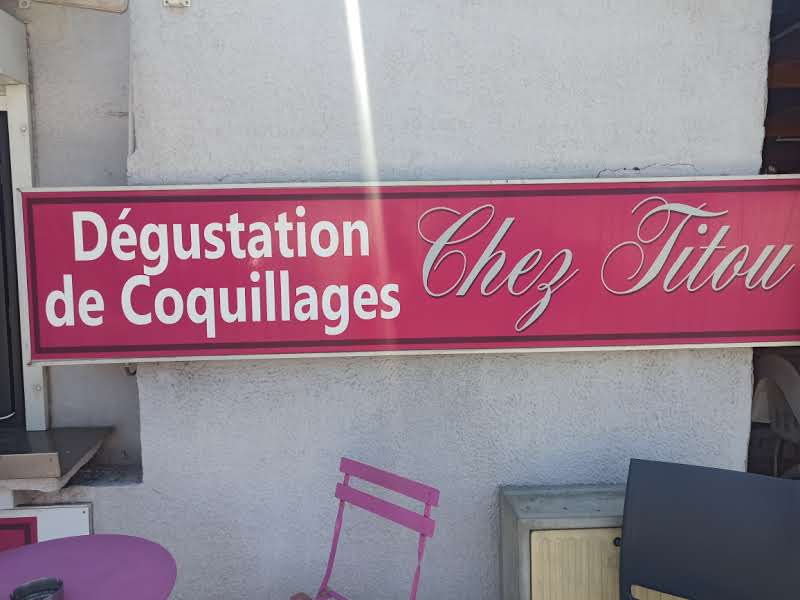 Dégustation
de Coquillages
Chez Titou